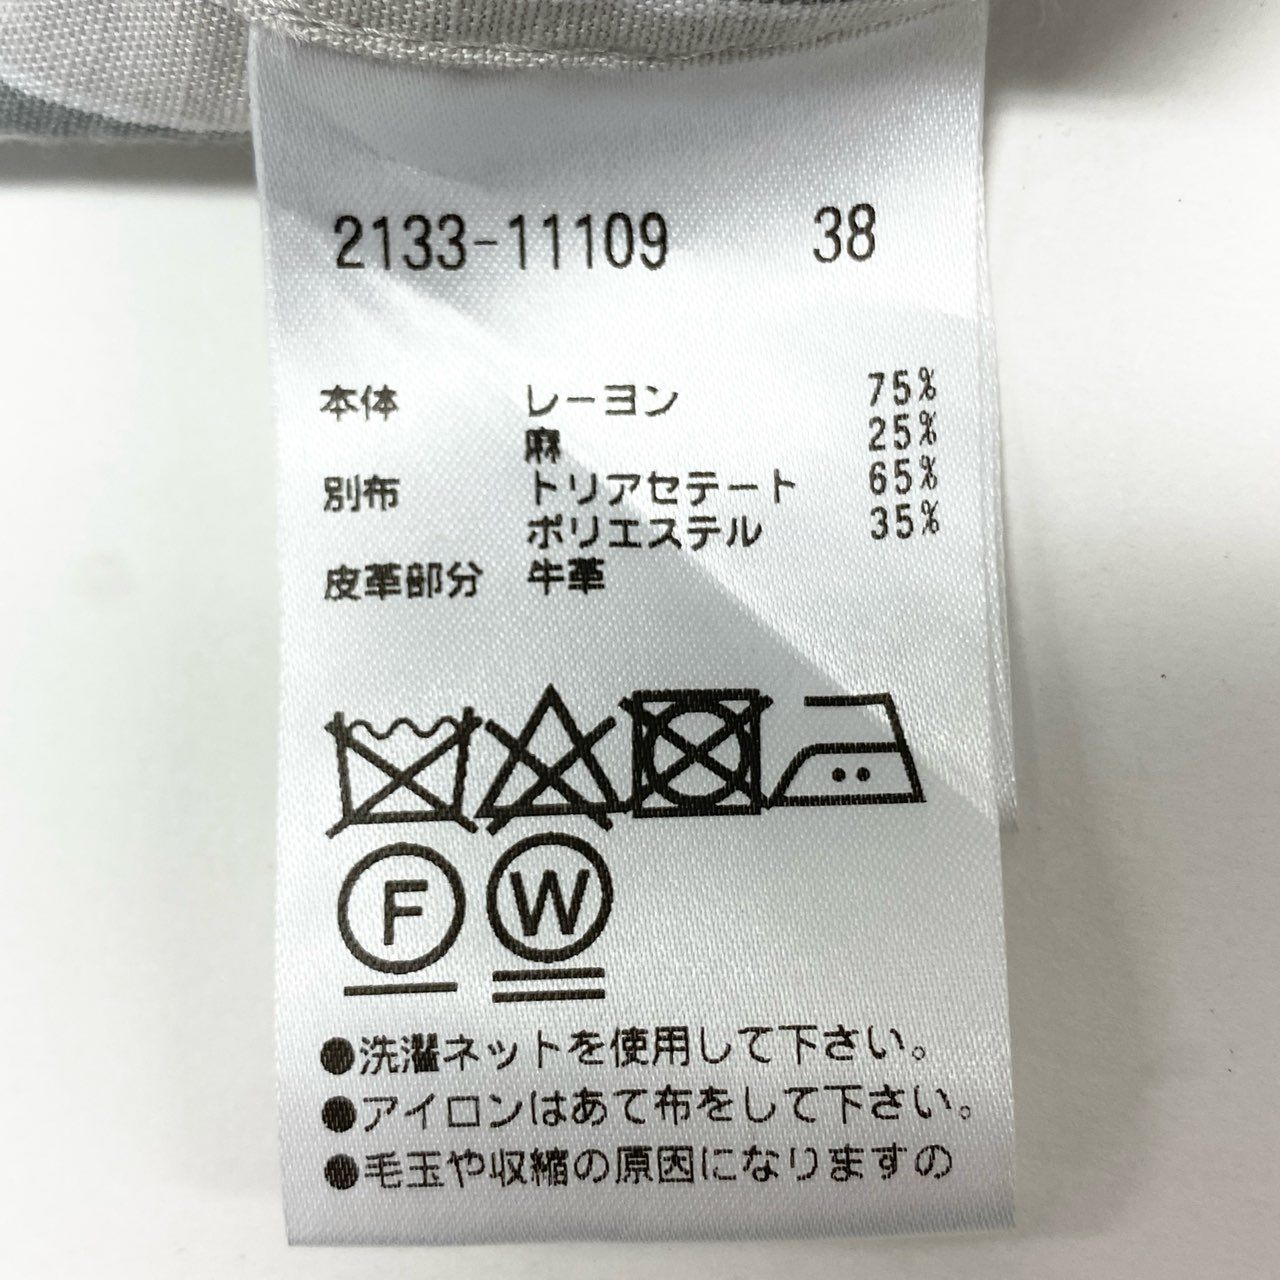 2133-11109 38
本体 レーヨン 75%
麻 25%
別布 トリアセテート 65%
ポリエステル 35%
皮革部分 牛革
F W
●洗濯ネットを使用して下さい。
●アイロンはあて布をして下さい。
●毛玉や収縮の原因になりますの